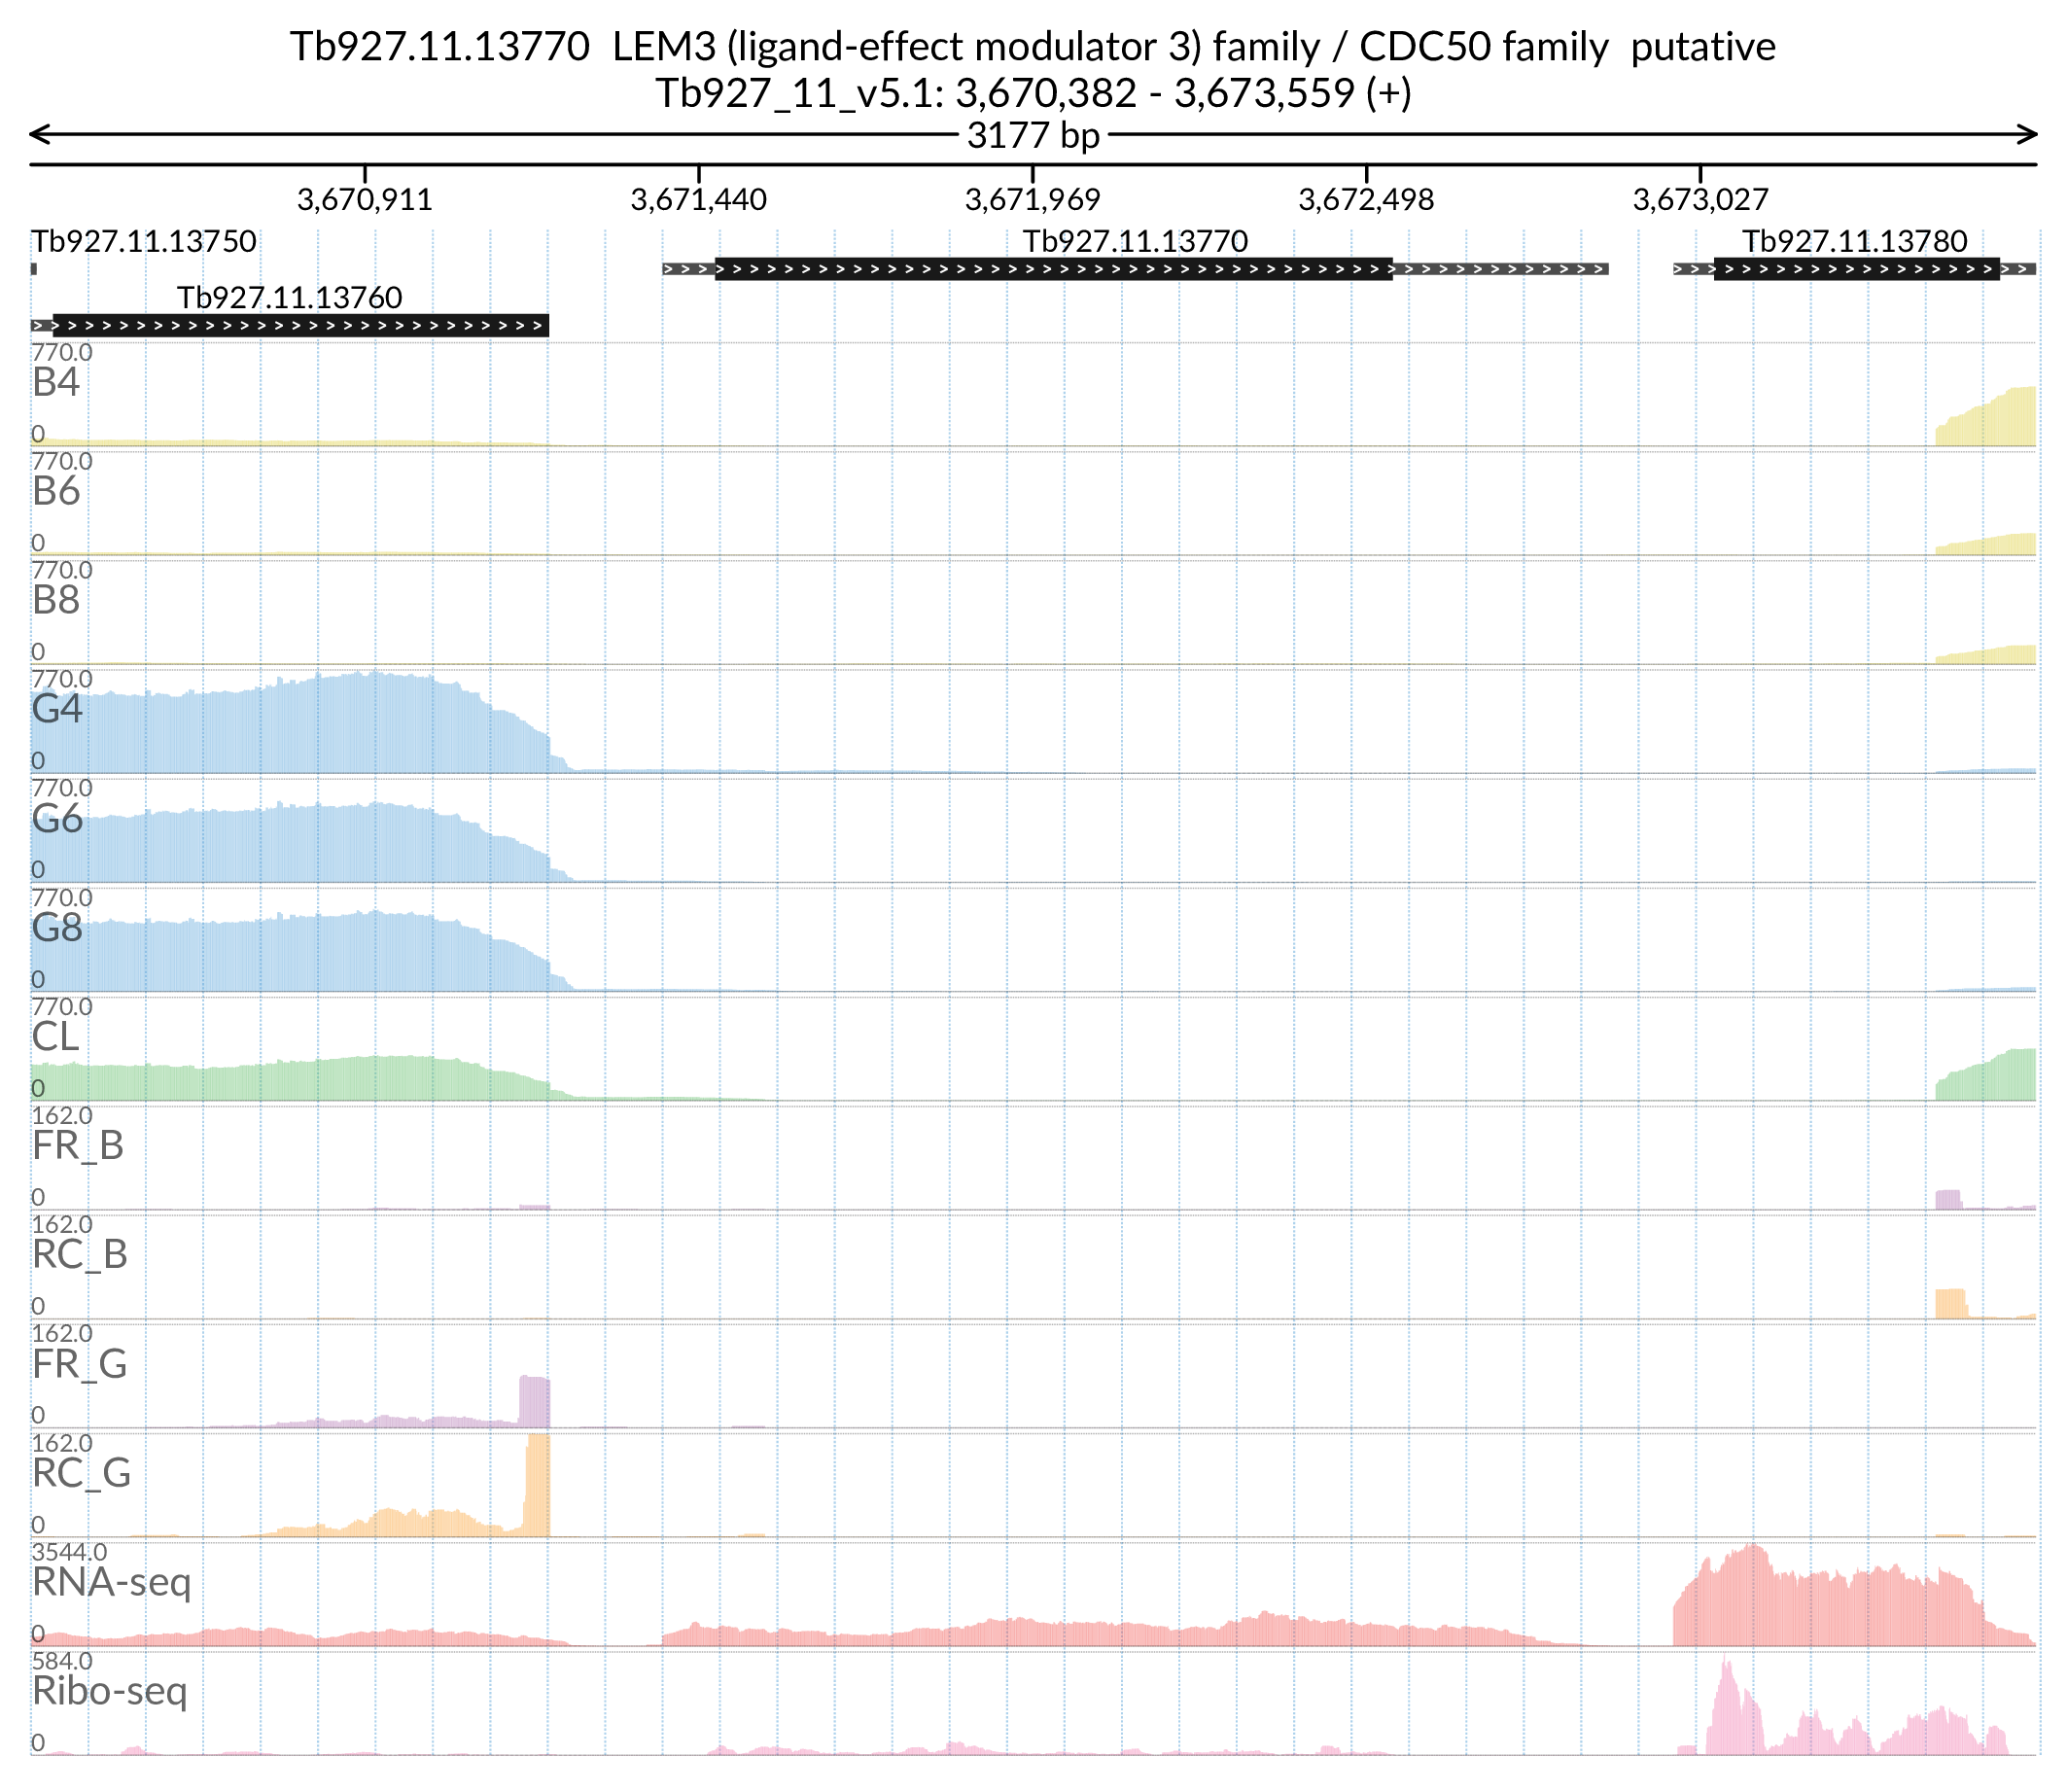 Tb927.11.13770  LEM3 (ligand-effect modulator 3) family / CDC50 family  putative
Tb927_11_v5.1: 3,670,382 - 3,673,559 (+)
3177 bp
3,670,911 3,671,440 3,671,969 3,672,498 3,673,027
Tb927.11.13750 Tb927.11.13770 Tb927.11.13780
Tb927.11.13760
770.0
B4
0
770.0
B6
0
770.0
B8
0
770.0
G4
0
770.0
G6
0
770.0
G8
0
770.0
CL
0
162.0
FR_B
0
162.0
RC_B
0
162.0
FR_G
0
162.0
RC_G
0
3544.0
RNA-seq
0
584.0
Ribo-seq
0